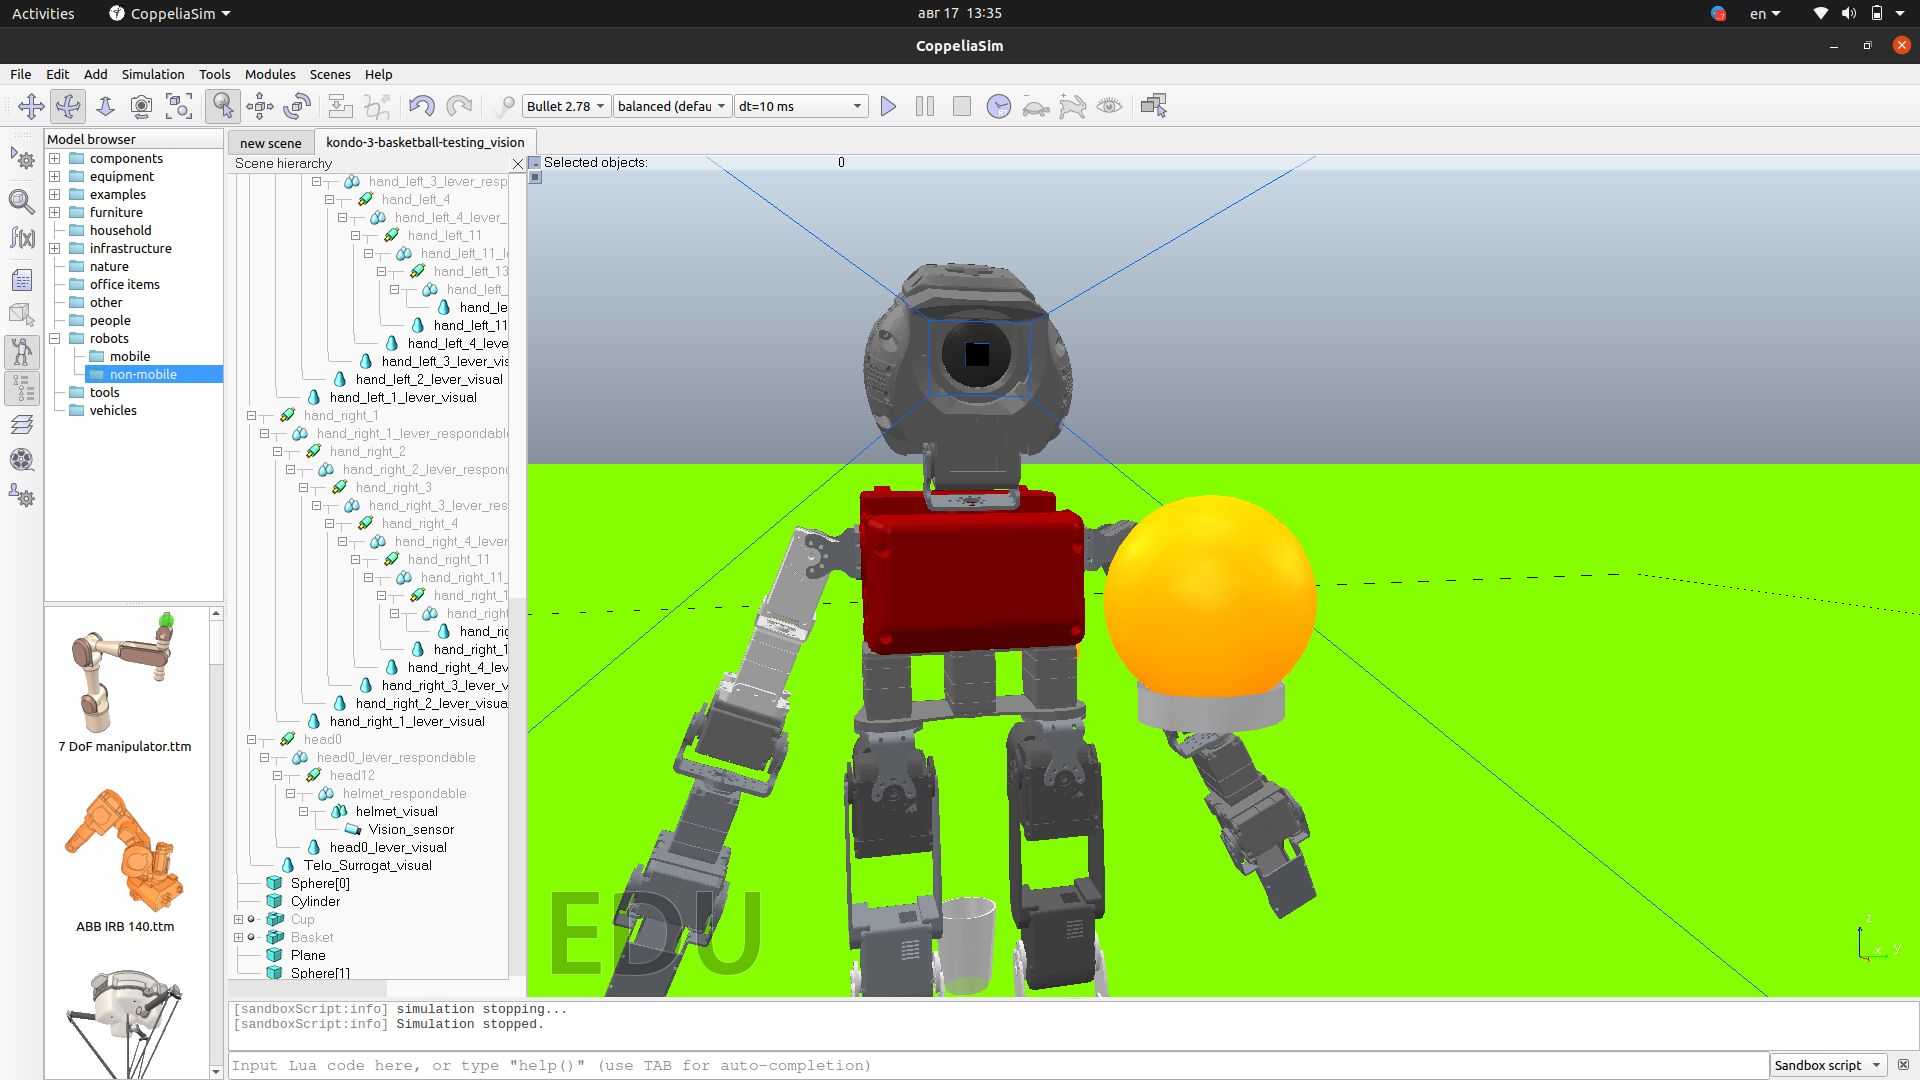 Activities
CoppeliaSim
авг 17 13:35
en
CoppeliaSim
File Edit Add Simulation Tools Modules Scenes Help
Bullet 2.78
balanced (defau
dt=10 ms
Model browser
components
equipment
examples
furniture
household
infrastructure
nature
office items
other
people
robots
mobile
non-mobile
tools
vehicles
7 DoF manipulator.ttm
ABB IRB 140.ttm
new scene
kondo-3-basketball-testing_vision
Scene hierarchy
hand_left_3_lever_resp
hand_left_4
hand_left_4_lever_
hand_left_11
hand_left_11_l
hand_left_13
hand_left_
hand_le
hand_left_11
hand_left_4_leve
hand_left_3_lever_vis
hand_left_2_lever_visual
hand_left_1_lever_visual
hand_right_1
hand_right_1_lever_respondabl
hand_right_2
hand_right_2_lever_respon
hand_right_3
hand_right_3_lever_res
hand_right_4
hand_right_4_lever
hand_right_11
hand_right_11_
hand_right_1
hand_right
hand_rig
hand_right_1
hand_right_4_lev
hand_right_3_lever_v
hand_right_2_lever_visua
hand_right_1_lever_visual
head0
head0_lever_respondable
head12
helmet_respondable
helmet_visual
Vision_sensor
head0_lever_visual
Telo_Surrogat_visual
Sphere[0]
Cylinder
Cup
Basket
Plane
Sphere[1]
Selected objects: 0
EDU
z
x y
[sandboxScript:info] simulation stopping...
[sandboxScript:info] Simulation stopped.
Input Lua code here, or type "help()" (use TAB for auto-completion)
Sandbox script